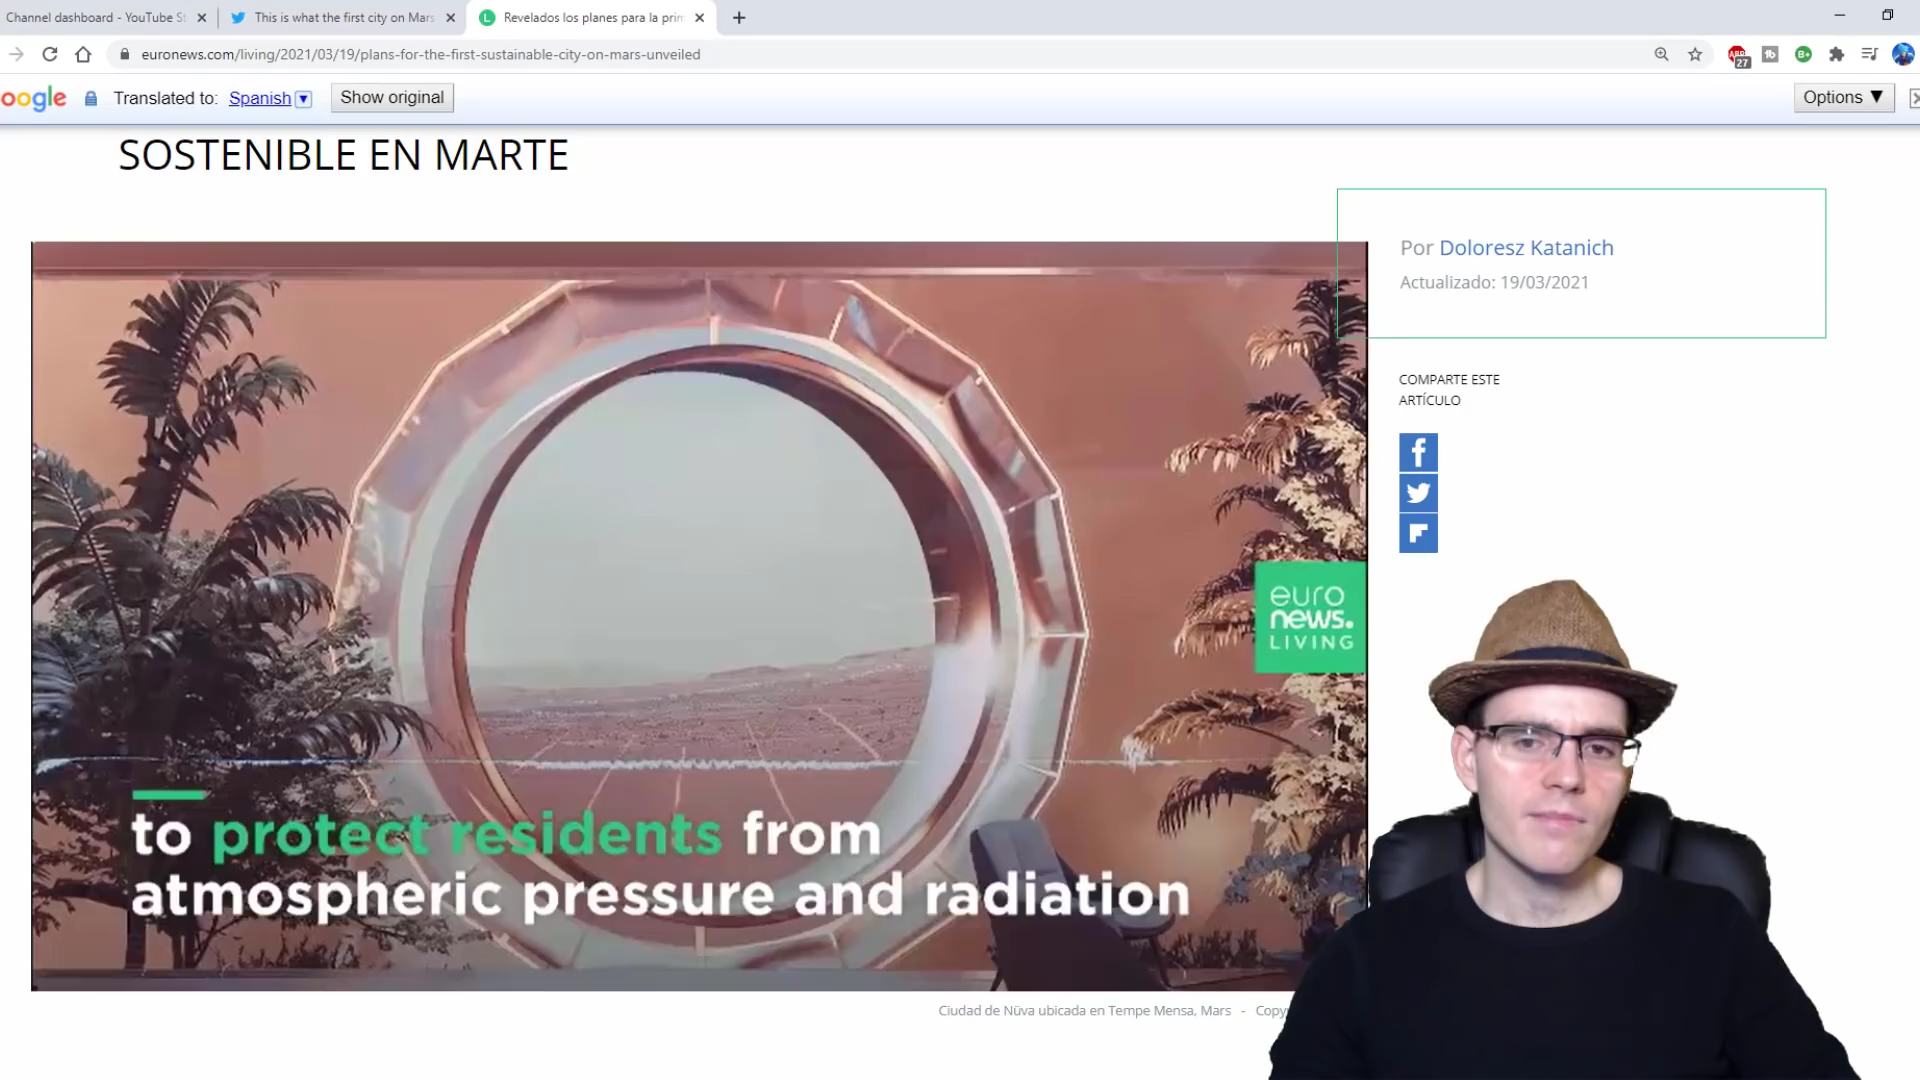 Channel dashboard - YouTube St
This is what the first city on Mars
Revelados los planes para la prim
euronews.com/living/2021/03/19/plans-for-the-first-sustainable-city-on-mars-unveiled
27
oogle Translated to: Spanish Show original
Options ▼
SOSTENIBLE EN MARTE
Por Doloresz Katanich
Actualizado: 19/03/2021
COMPARTE ESTE
ARTÍCULO
euro
news.
LIVING
to protect residents from
atmospheric pressure and radiation
Ciudad de Nüva ubicada en Tempe Mensa, Mars - Copy